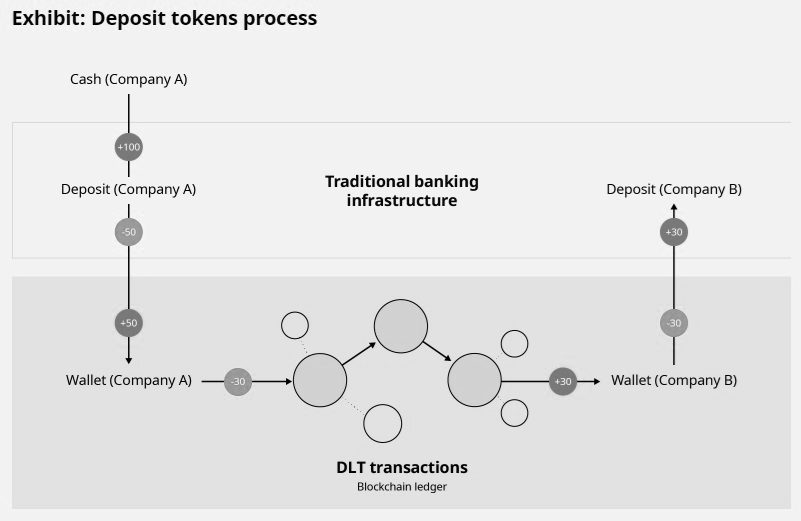 Exhibit: Deposit tokens process
Cash (Company A)
+100
Deposit (Company A)
Traditional banking
infrastructure
Deposit (Company B)
-50
+30
+50
-30
Wallet (Company A)
-30
+30
Wallet (Company B)
DLT transactions
Blockchain ledger